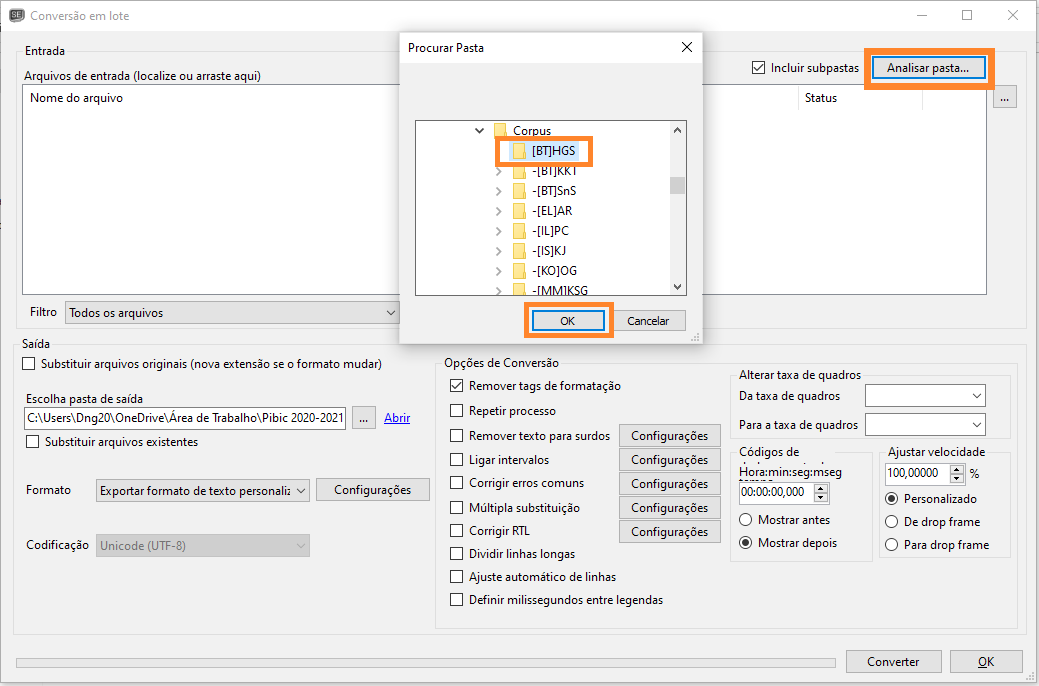 SE Conversão em lote
Entrada
Arquivos de entrada (localize ou arraste aqui)
Incluir subpastas
Analisar pasta...
Nome do arquivo
Status
...
Procurar Pasta
Corpus
[BT]HGS
-[BT]KKT
-[BT]SnS
-[EL]AR
-[IL]PC
-[IS]KJ
-[KO]OG
-[MM]KSG
OK
Cancelar
Filtro
Todos os arquivos
Saída
Substituir arquivos originais (nova extensão se o formato mudar)
Escolha pasta de saída
C:\Users\Dng20\OneDrive\Área de Trabalho\Pibic 2020-2021
...
Abrir
Substituir arquivos existentes
Formato
Exportar formato de texto personaliz
Configurações
Codificação
Unicode (UTF-8)
Opções de Conversão
Remover tags de formatação
Repetir processo
Remover texto para surdos
Configurações
Ligar intervalos
Configurações
Corrigir erros comuns
Configurações
Múltipla substituição
Configurações
Corrigir RTL
Configurações
Dividir linhas longas
Ajuste automático de linhas
Definir milissegundos entre legendas
Alterar taxa de quadros
Da taxa de quadros
Para a taxa de quadros
Códigos de
Hora:min:seg:mseg
00:00:00,000
Mostrar antes
Mostrar depois
Ajustar velocidade
100,00000 %
Personalizado
De drop frame
Para drop frame
Converter
OK